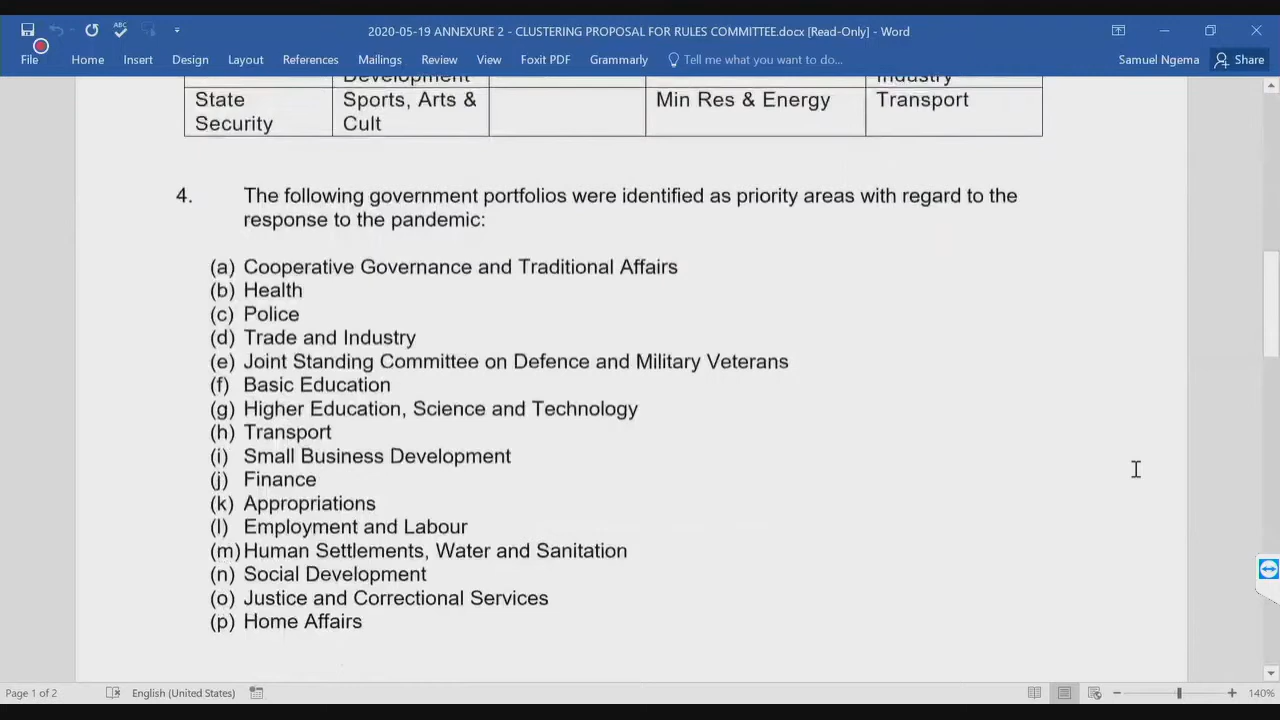 ABC
2020-05-19 ANNEXURE 2 - CLUSTERING PROPOSAL FOR RULES COMMITTEE.docx [Read-Only] - Word
File Home Insert Design Layout References Mailings Review View Foxit PDF Grammarly Tell me what you want to do... Samuel Ngema Share
Development Industry
State Sports, Arts & Min Res & Energy Transport
Security Cult
4. The following government portfolios were identified as priority areas with regard to the
response to the pandemic:
(a) Cooperative Governance and Traditional Affairs
(b) Health
(c) Police
(d) Trade and Industry
(e) Joint Standing Committee on Defence and Military Veterans
(f) Basic Education
(g) Higher Education, Science and Technology
(h) Transport
(i) Small Business Development
(j) Finance
(k) Appropriations
(l) Employment and Labour
(m) Human Settlements, Water and Sanitation
(n) Social Development
(o) Justice and Correctional Services
(p) Home Affairs
Page 1 of 2 English (United States) 140%